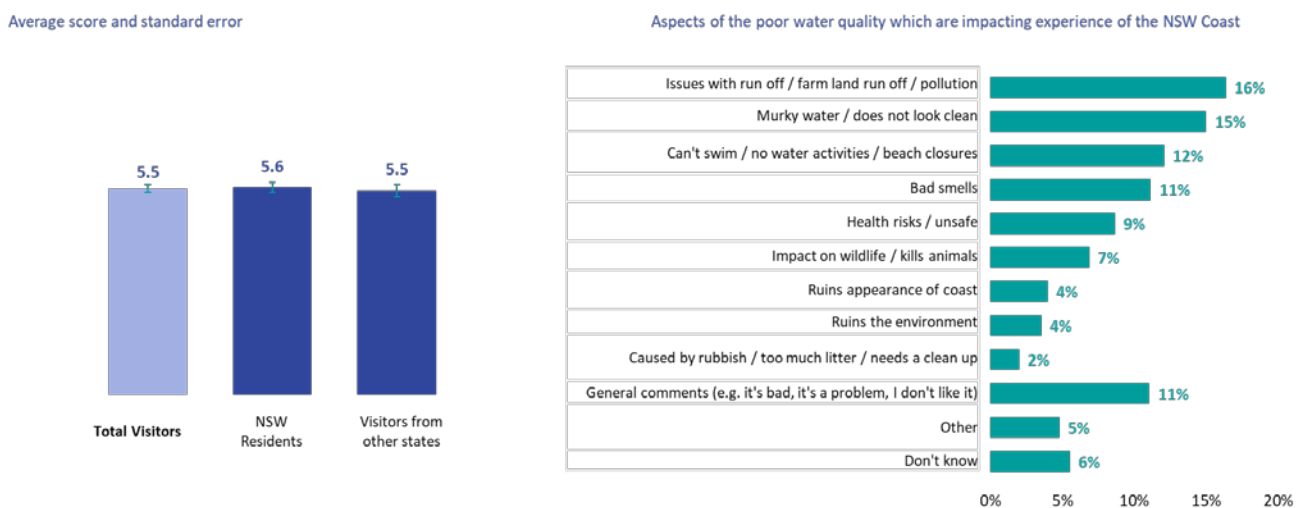 Average score and standard error
5.5
5.6
5.5
Total Visitors
NSW
Residents
Visitors from
other states
Aspects of the poor water quality which are impacting experience of the NSW Coast
Issues with run off / farm land run off / pollution 16%
Murky water / does not look clean 15%
Can't swim / no water activities / beach closures 12%
Bad smells 11%
Health risks / unsafe 9%
Impact on wildlife / kills animals 7%
Ruins appearance of coast 4%
Ruins the environment 4%
Caused by rubbish / too much litter / needs a clean up 2%
General comments (e.g. it's bad, it's a problem, I don't like it) 11%
Other 5%
Don't know 6%
0% 5% 10% 15% 20%